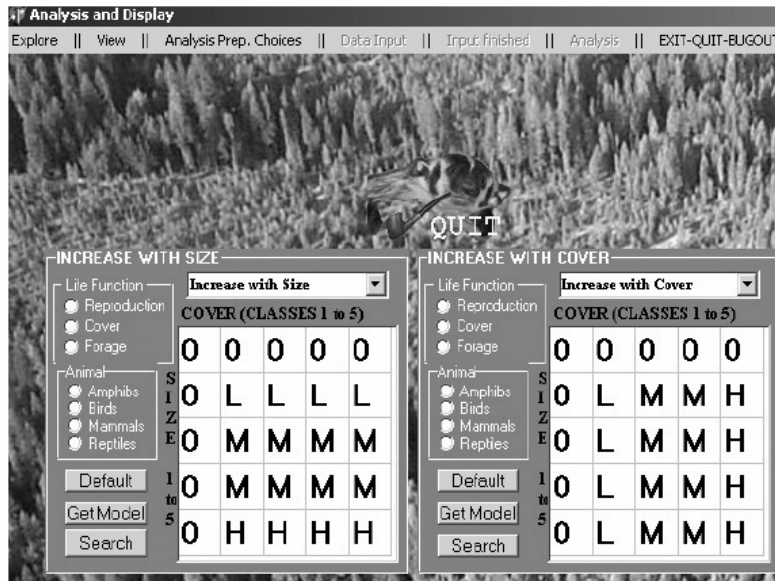 Analysis and Display
Explore || View || Analysis Prep. Choices || Data Input || Input finished || Analysis || EXIT-QUIT-BUGOUT
QUIT
INCREASE WITH SIZE
Life Function
Reproduction
Cover
Forage
Animal
Amphibs
Birds
Mammals
Reptiles
Default
Get Model
Search
Increase with Size
COVER (CLASSES 1 to 5)
SIZE 1 to 5
0 0 0 0 0
0 L L L L
0 M M M M
0 M M M M
0 H H H H
INCREASE WITH COVER
Life Function
Reproduction
Cover
Forage
Animal
Amphibs
Birds
Mammals
Reptiles
Default
Get Model
Search
Increase with Cover
COVER (CLASSES 1 to 5)
SIZE 1 to 5
0 0 0 0 0
0 L M M H
0 L M M H
0 L M M H
0 L M M H